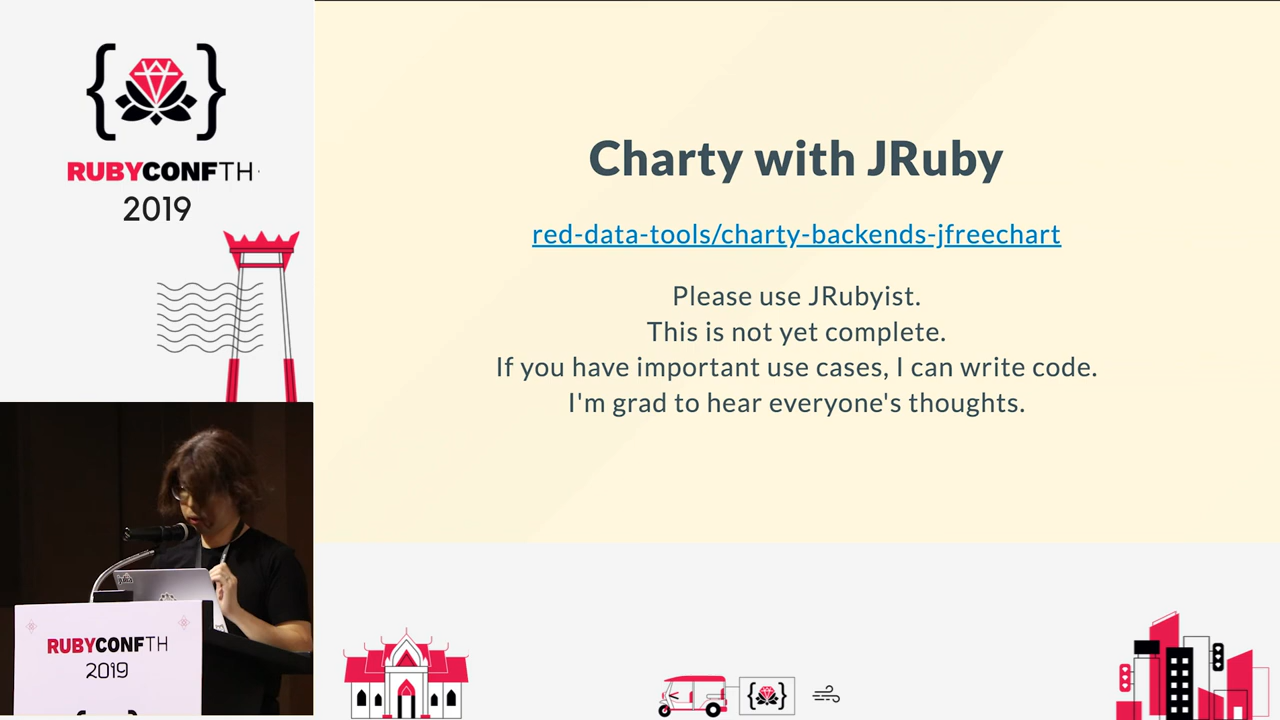 RUBYCONFTH
2019
Charty with JRuby
red-data-tools/charty-backends-jfreechart
Please use JRubyist.
This is not yet complete.
If you have important use cases, I can write code.
I'm grad to hear everyone's thoughts.
RUBYCONFTH
2019